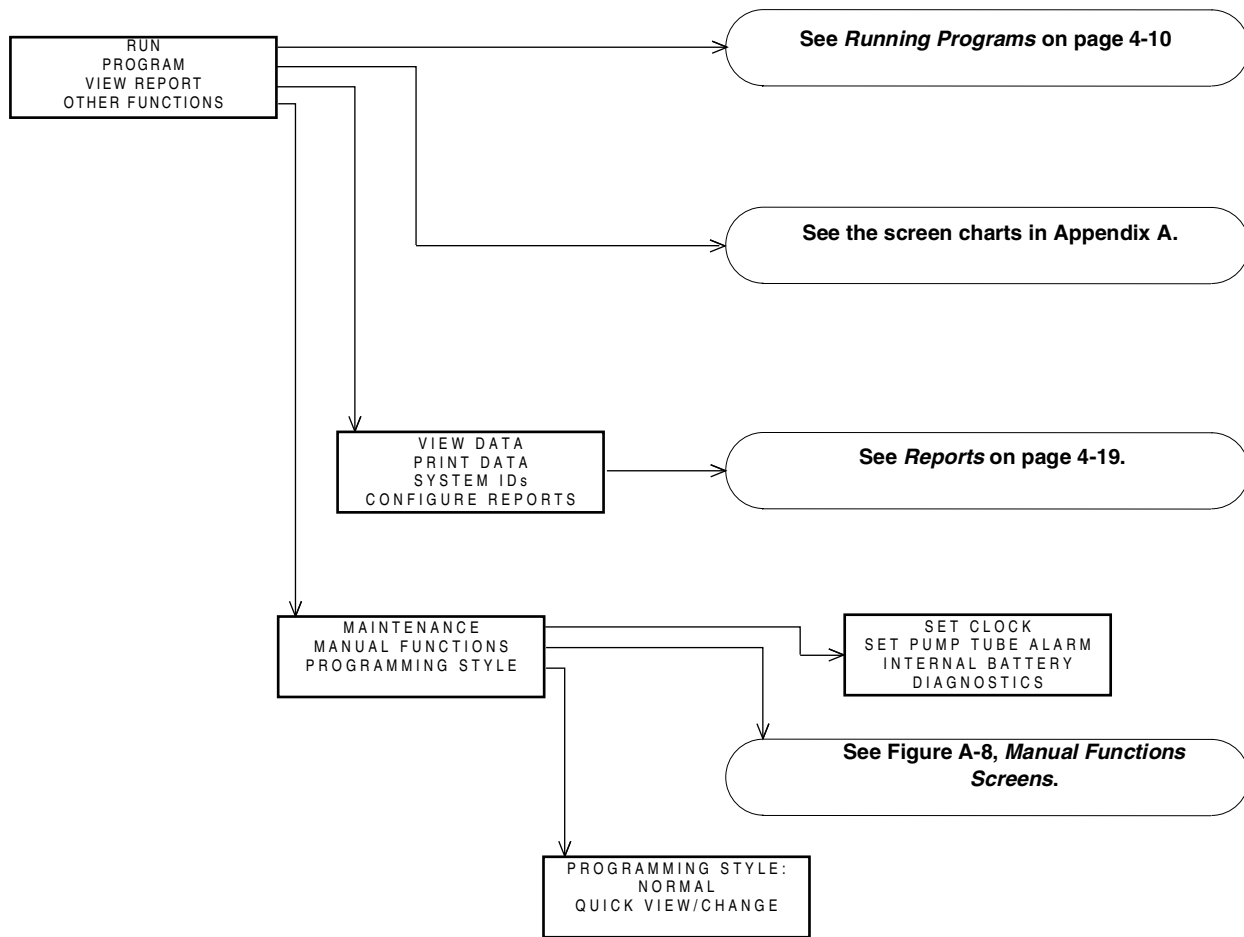 RUN
PROGRAM
VIEW REPORT
OTHER FUNCTIONS
See Running Programs on page 4-10
See the screen charts in Appendix A.
VIEW DATA
PRINT DATA
SYSTEM IDs
CONFIGURE REPORTS
See Reports on page 4-19.
MAINTENANCE
MANUAL FUNCTIONS
PROGRAMMING STYLE
SET CLOCK
SET PUMP TUBE ALARM
INTERNAL BATTERY
DIAGNOSTICS
See Figure A-8, Manual Functions
Screens.
PROGRAMMING STYLE:
NORMAL
QUICK VIEW/CHANGE